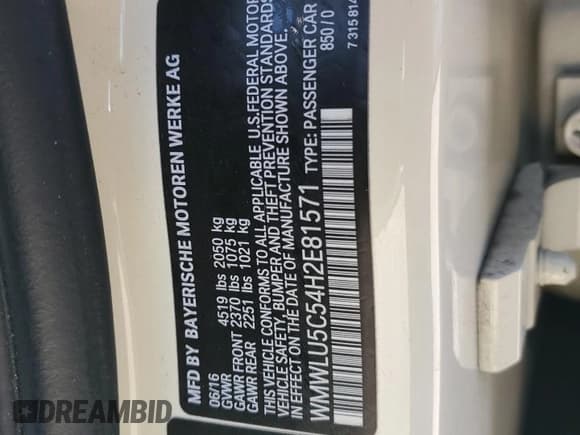 MFD BY BAYERISCHE MOTOREN WERKE AG
06/16
GVWR 4519 lbs 2050 kg
GAWR FRONT 2370 lbs 1075 kg
GAWR REAR 2251 lbs 1021 kg
THIS VEHICLE CONFORMS TO ALL APPLICABLE U.S. FEDERAL MOTOR
VEHICLE SAFETY, BUMPER AND THEFT PREVENTION STANDARDS
IN EFFECT ON THE DATE OF MANUFACTURE SHOWN ABOVE.
WMWLU5C54H2E81571 TYPE: PASSENGER CAR
850 / 0
7315814
DREAMBID